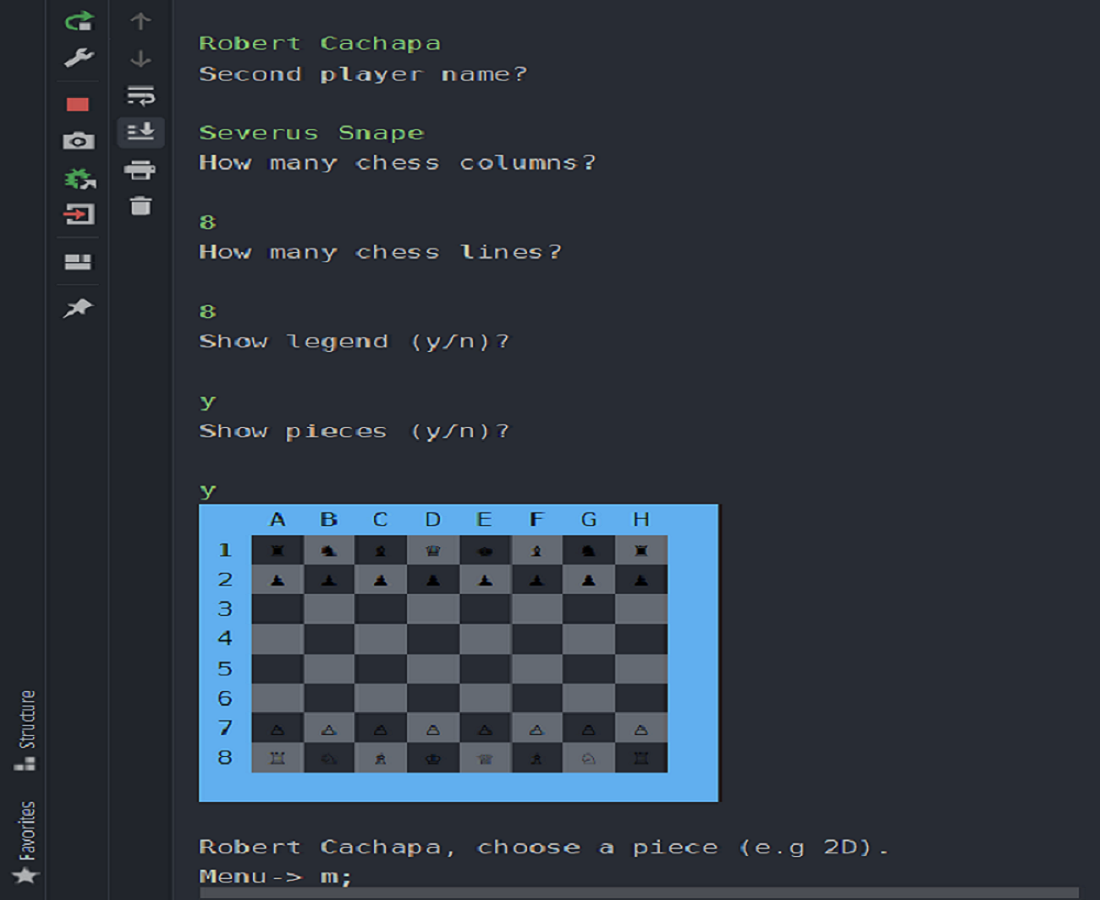 Robert Cachapa
Second player name?
Severus Snape
How many chess columns?
8
How many chess lines?
8
Show legend (y/n)?
y
Show pieces (y/n)?
y
A B C D E F G H
1
2
3
4
5
6
7
8
Robert Cachapa, choose a piece (e.g 2D).
Menu-> m;
Structure
Favorites